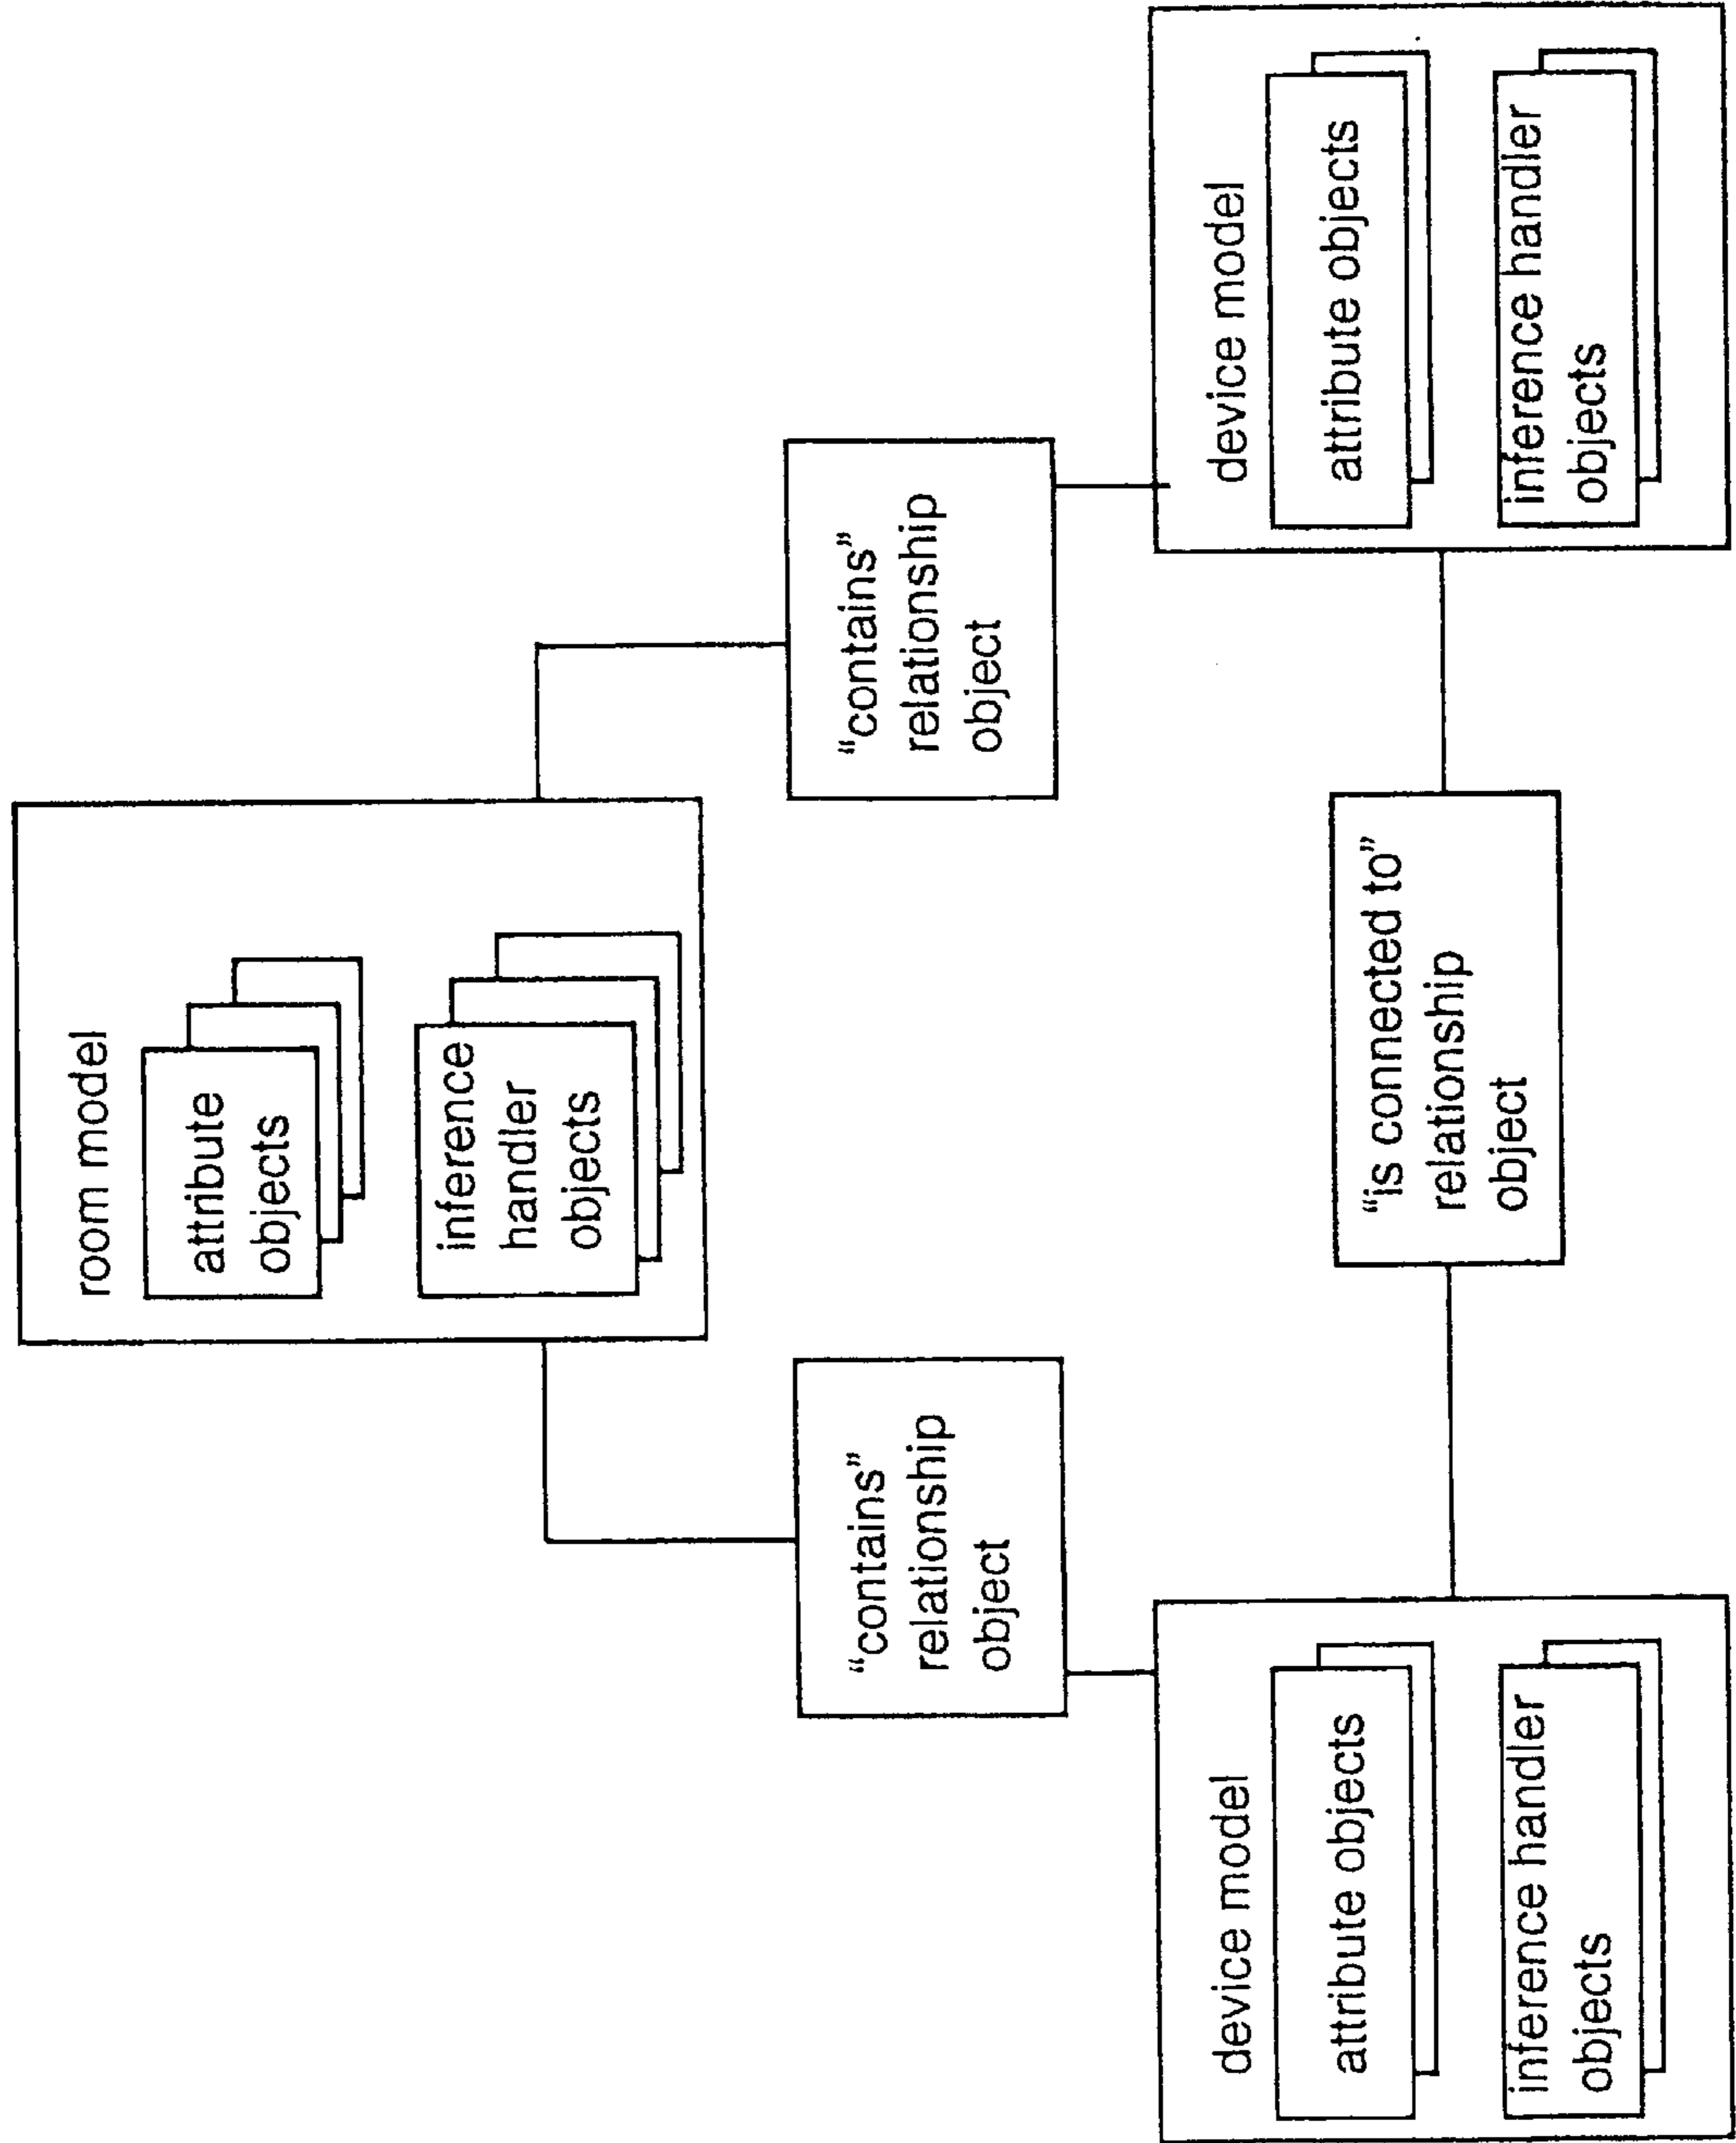 room model
attribute
objects
inference
handler
objects
“contains”
relationship
object
“contains”
relationship
object
device model
attribute objects
inference handler
objects
“is connected to”
relationship
object
device model
attribute objects
inference handler
objects